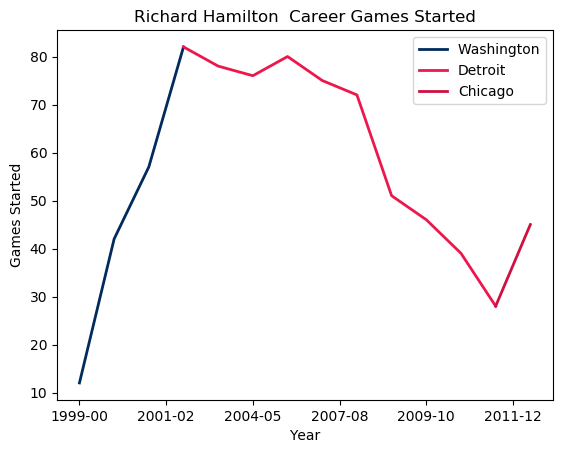 Richard Hamilton  Career Games Started
Washington
Detroit
Chicago
Games Started
80
70
60
50
40
30
20
10
1999-00 2001-02 2004-05 2007-08 2009-10 2011-12
Year